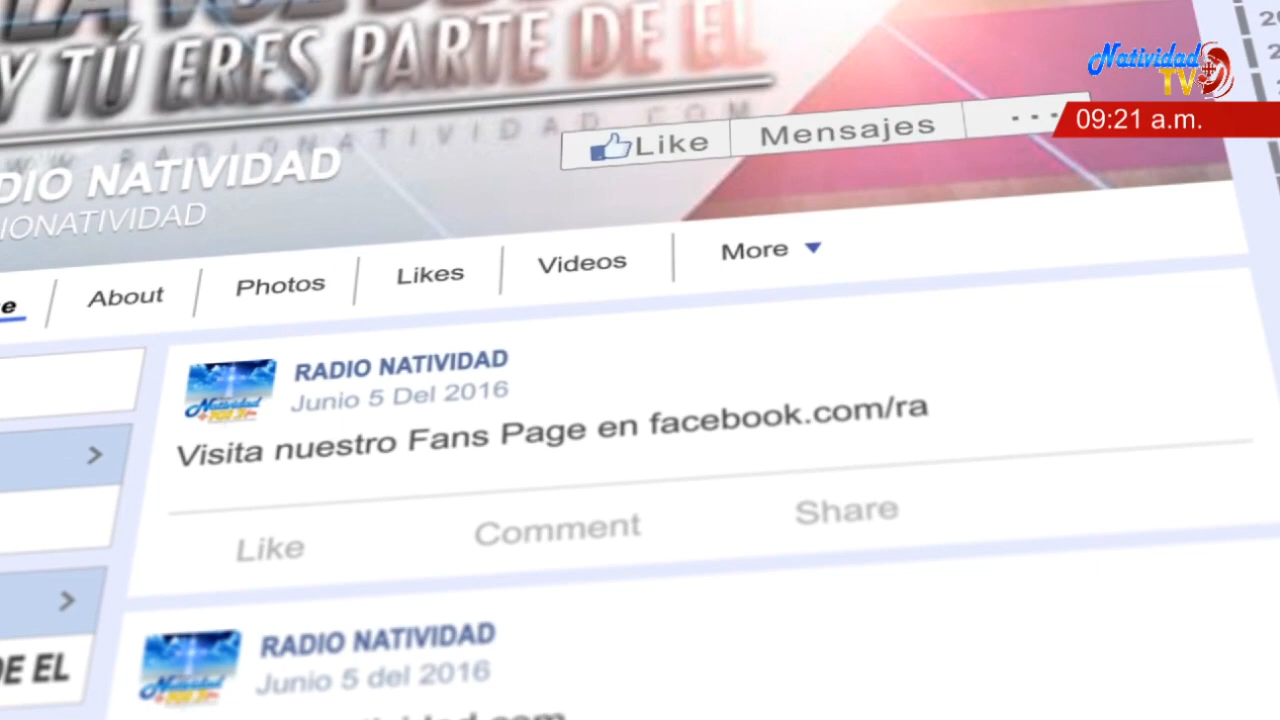 Y TÚ ERES PARTE DE EL
Natividad
TV
09:21 a.m.
Like
Mensajes
...
NATIVIDAD
About
Photos
Likes
Videos
More
RADIO NATIVIDAD
Junio 5 Del 2016
Visita nuestro Fans Page en facebook.com/ra
Like
Comment
Share
DE EL
RADIO NATIVIDAD
Junio 5 del 2016